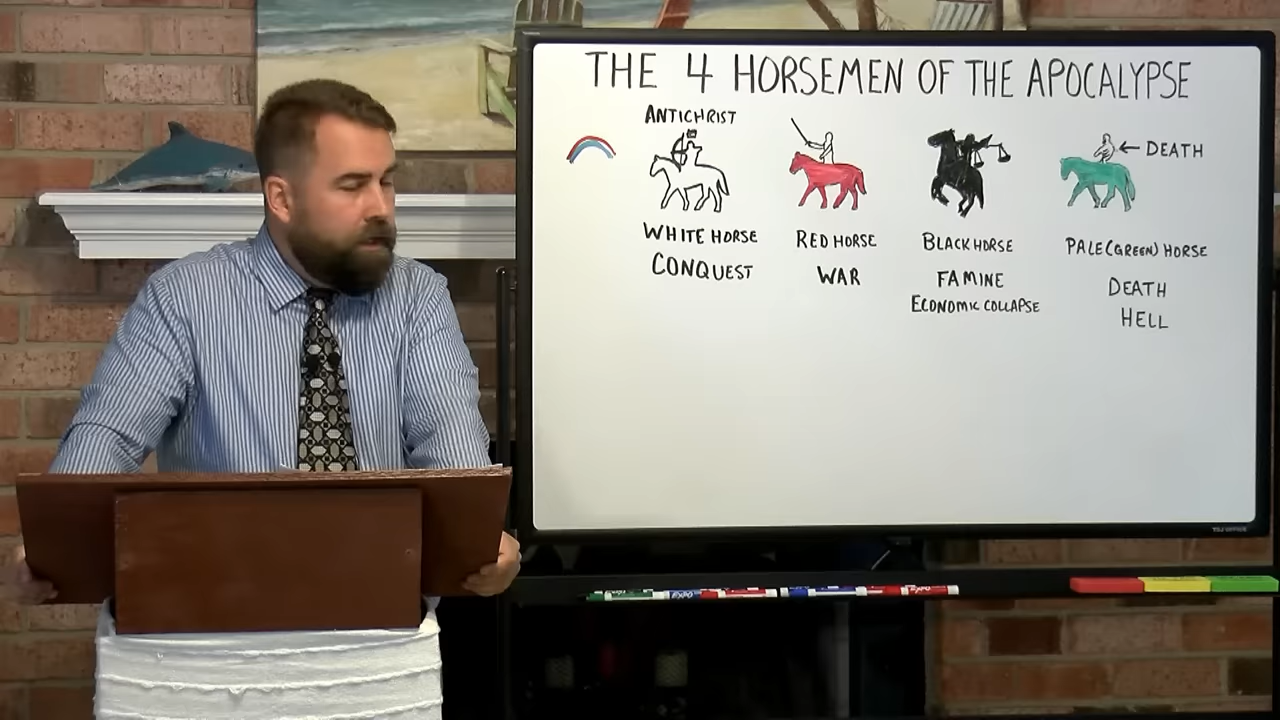 THE 4 HORSEMEN OF THE APOCALYPSE
ANTICHRIST
← DEATH
WHITE HORSE
CONQUEST
RED HORSE
WAR
BLACK HORSE
FAMINE
ECONOMIC COLLAPSE
PALE (GREEN) HORSE
DEATH
HELL
EXPO